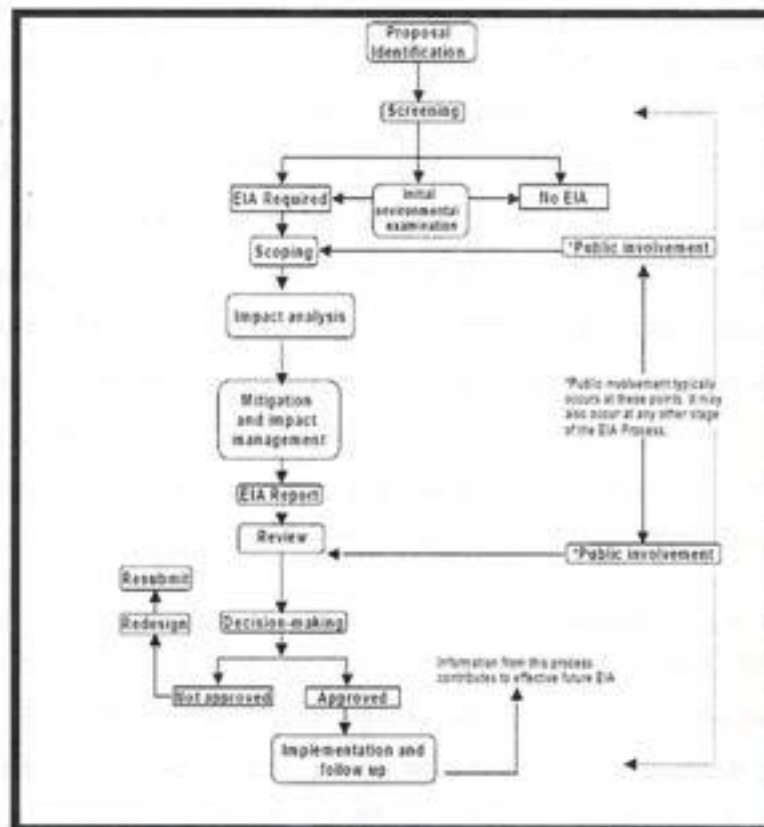 Proposal
Identification
Screening
EIA Required
Initial
environmental
examination
No EIA
Scoping
*Public involvement
Impact analysis
*Public involvement typically
occurs at these points. It may
also occur at any other stage
of the EIA Process.
Mitigation
and impact
management
EIA Report
Review
*Public involvement
Resubmit
Redesign
Decision-making
Information from this process
contributes to effective future EIA
Not approved
Approved
Implementation and
follow up